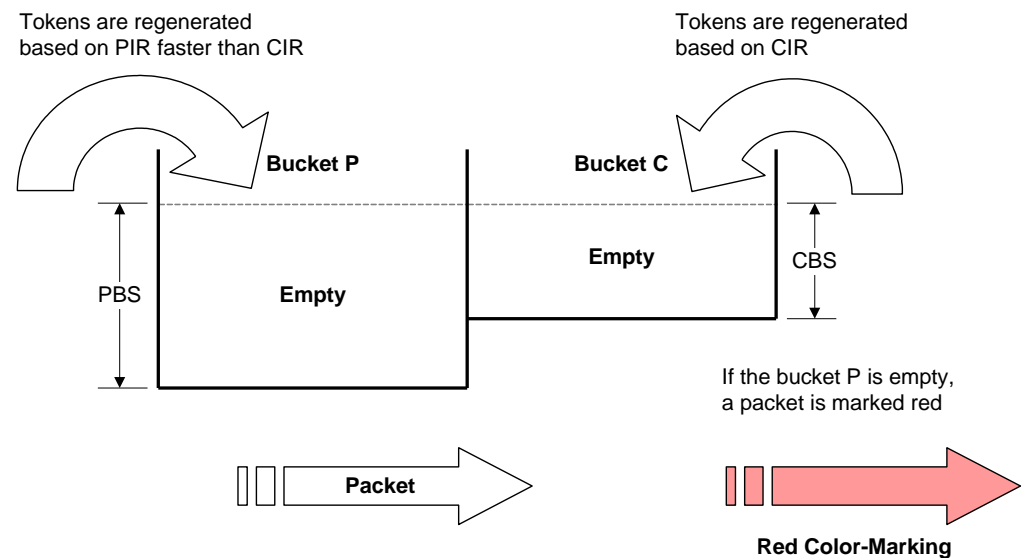 Tokens are regenerated
based on PIR faster than CIR
Tokens are regenerated
based on CIR
Bucket P
Bucket C
Empty
CBS
PBS
Empty
If the bucket P is empty,
a packet is marked red
Packet
Red Color-Marking